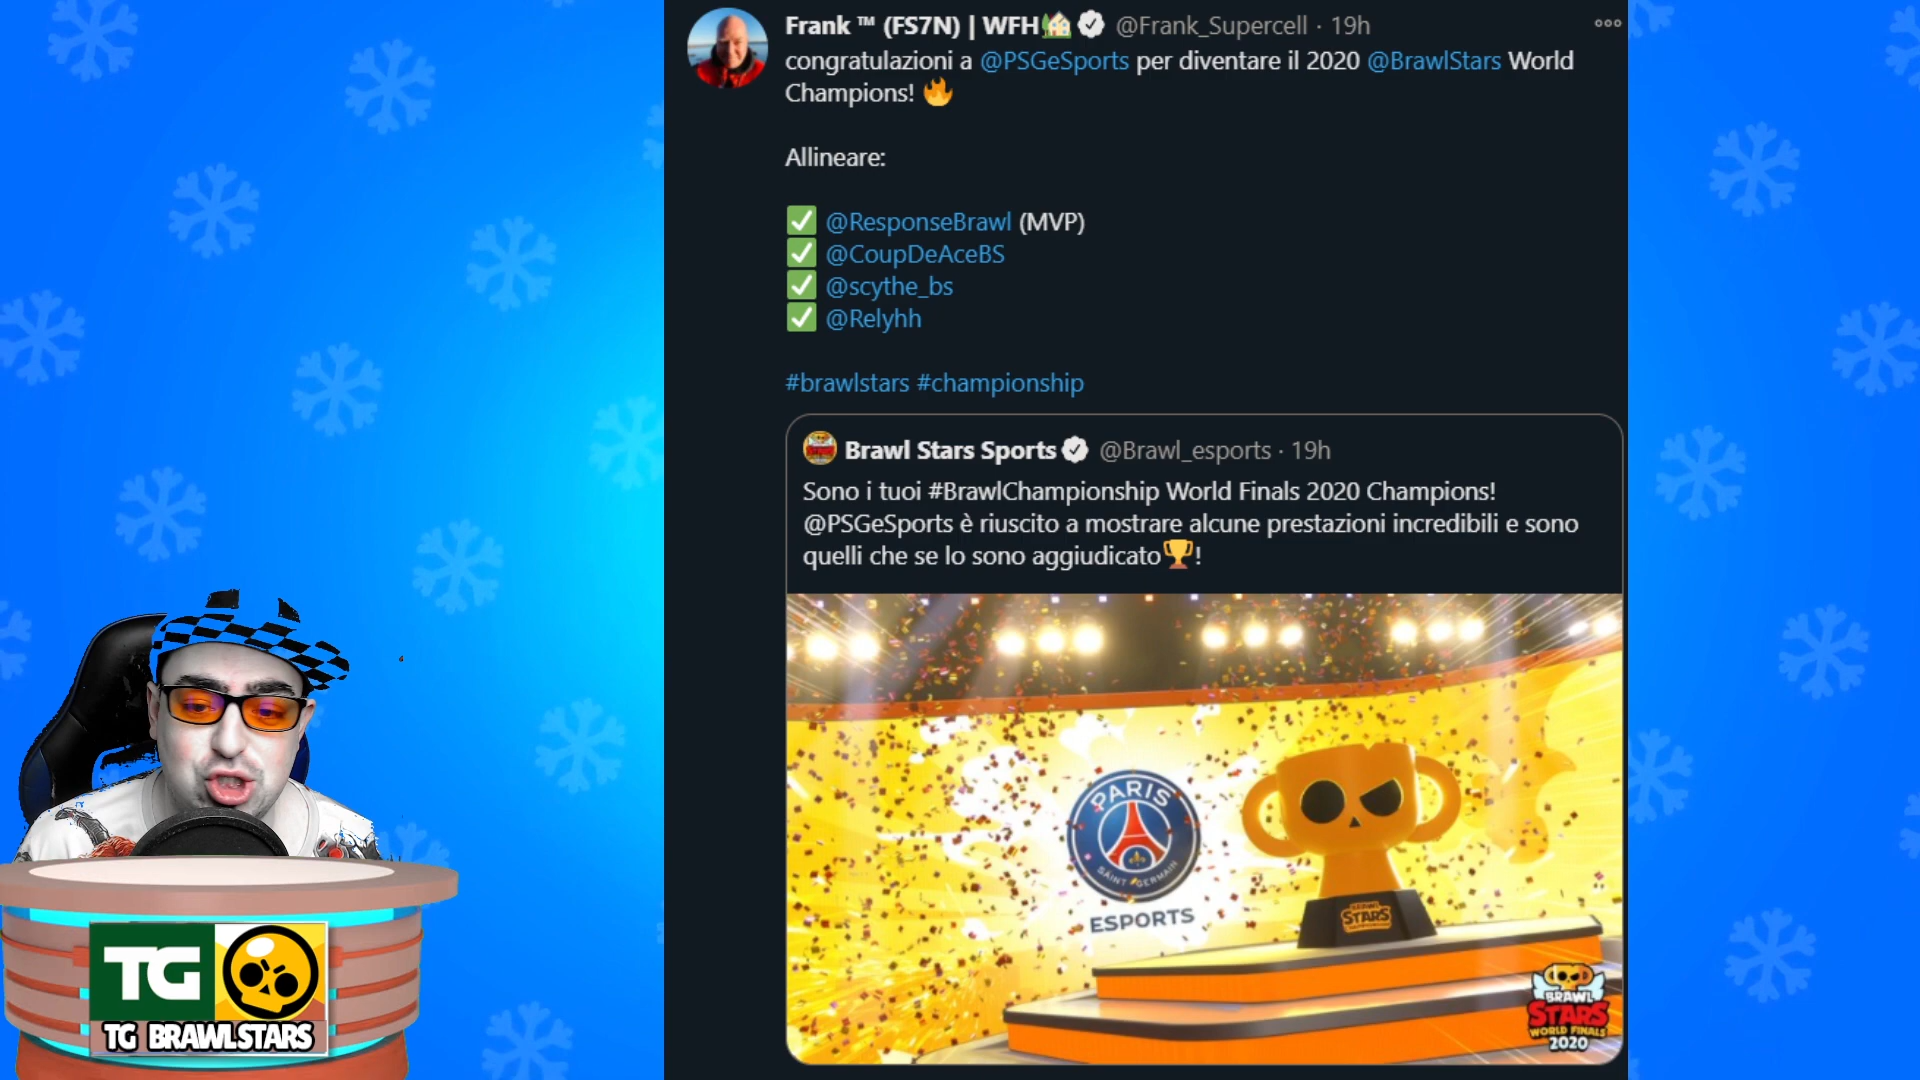 Frank ™ (FS7N) | WFH🏡 @Frank_Supercell · 19h
congratulazioni a @PSGeSports per diventare il 2020 @BrawlStars World
Champions! 🔥
Allineare:
✅ @ResponseBrawl (MVP)
✅ @CoupDeAceBS
✅ @scythe_bs
✅ @Relyhh
#brawlstars #championship
Brawl Stars Sports @Brawl_esports · 19h
Sono i tuoi #BrawlChampionship World Finals 2020 Champions!
@PSGeSports è riuscito a mostrare alcune prestazioni incredibili e sono
quelli che se lo sono aggiudicato🏆!
PARIS
SAINT GERMAIN
ESPORTS
BRAWL
STARS
BRAWL
STARS
WORLD FINALS
2020
TG
TG BRAWLSTARS